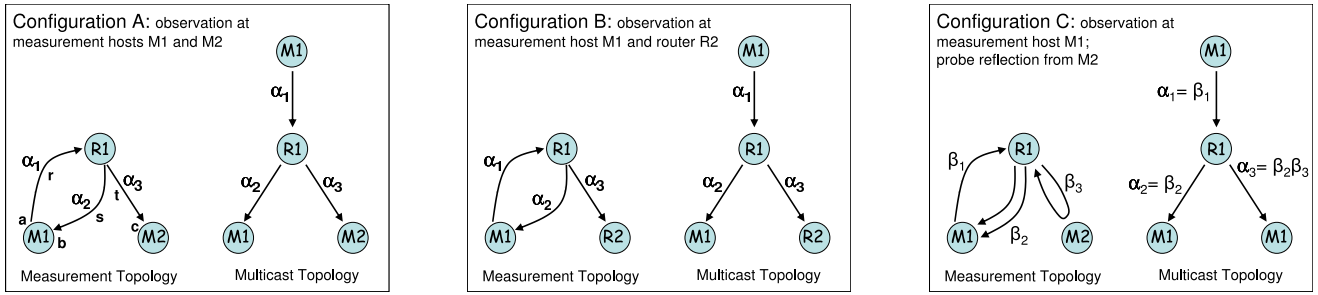 Configuration A: observation at
measurement hosts M1 and M2
M1
α1
R1
R1
α1
r
α2
α3
t
α2
α3
a
s
c
M1
b
M2
M1
M2
Measurement Topology
Multicast Topology
Configuration B: observation at
measurement host M1 and router R2
M1
α1
R1
R1
α1
α3
α2
α2
α3
M1
R2
M1
R2
Measurement Topology
Multicast Topology
Configuration C: observation at
measurement host M1;
probe reflection from M2
M1
α1= β1
R1
R1
β1
β3
α2= β2
α3= β2β3
M1
β2
M2
M1
M1
Measurement Topology
Multicast Topology